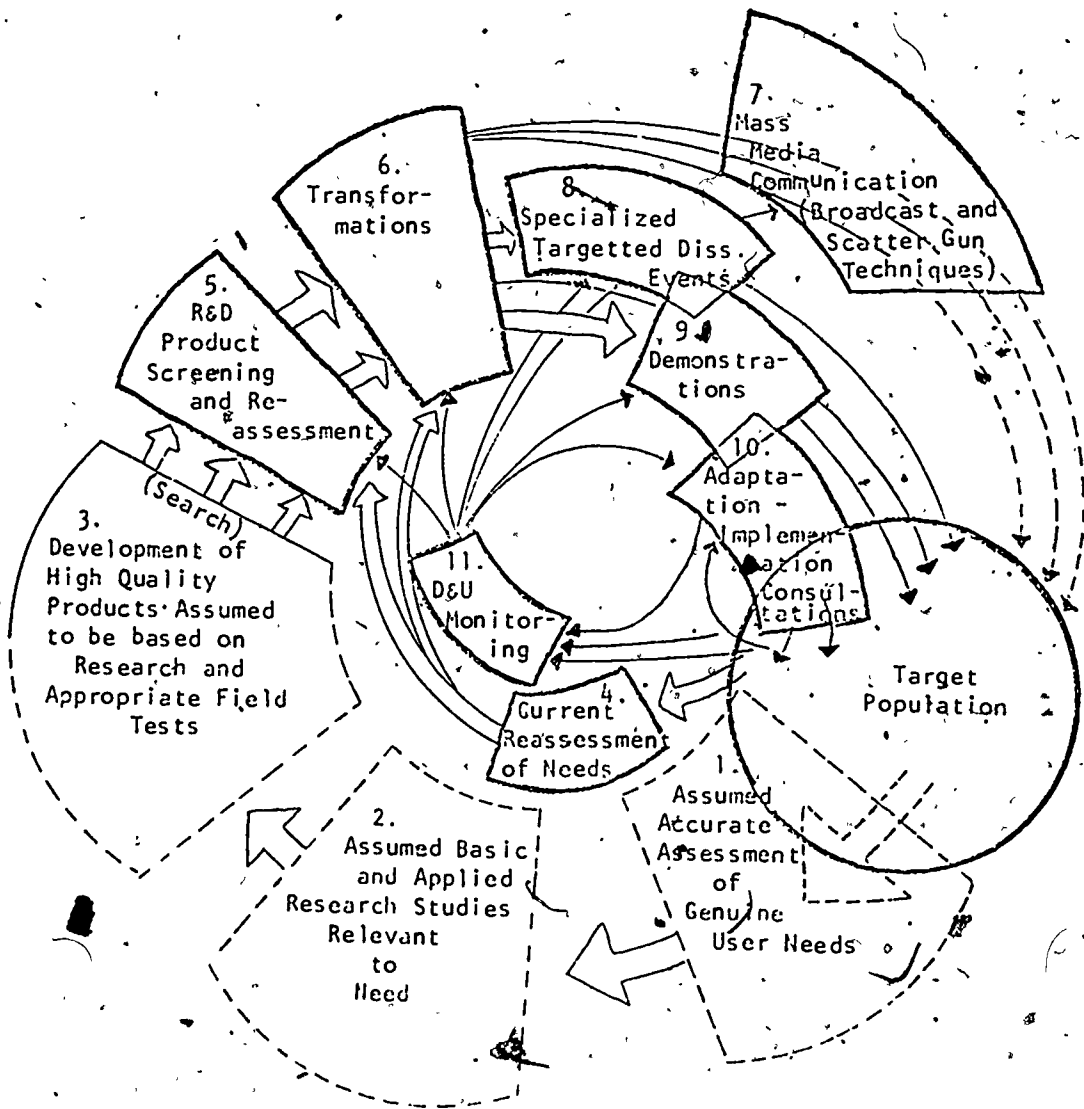 1.
Assumed
Accurate
Assessment
of
Genuine
User Needs
2.
Assumed Basic
and Applied
Research Studies
Relevant
to
Need
3.
Development of
High Quality
Products Assumed
to be based on
Research and
Appropriate Field
Tests
(Search)
4.
Current
Reassessment
of Needs
5.
R&D
Product
Screening
and Re-
assessment
6.
Transfor-
mations
7.
Mass
Media
Communication
(Broadcast and
Scatter Gun
Techniques)
8.
Specialized
Targetted Diss.
Events
9.
Demonstra-
tions
10.
Adapta-
tion -
Implemen-
tation
Consul-
tations
11.
D&U
Monitor-
ing
Target
Population